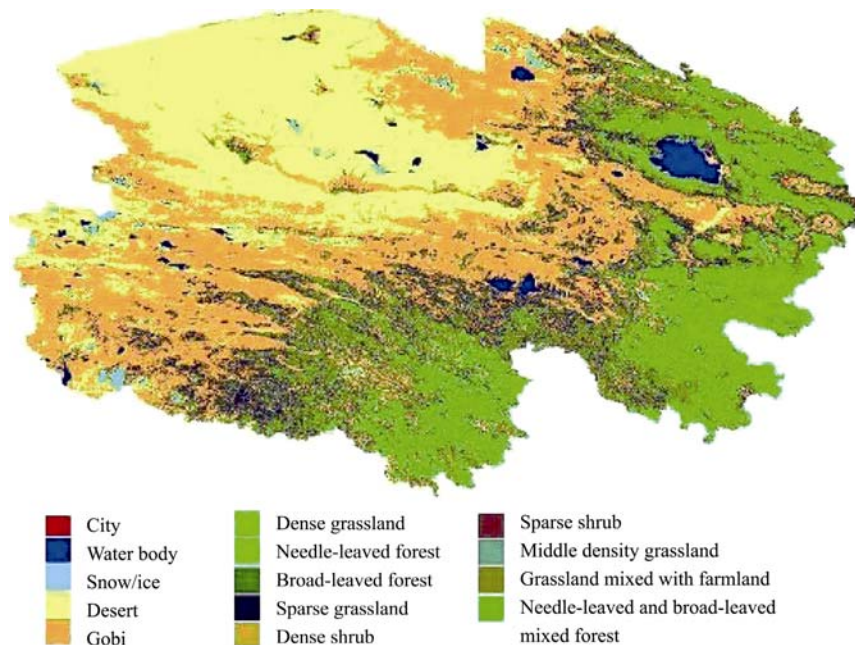 City
Water body
Snow/ice
Desert
Gobi
Dense grassland
Needle-leaved forest
Broad-leaved forest
Sparse grassland
Dense shrub
Sparse shrub
Middle density grassland
Grassland mixed with farmland
Needle-leaved and broad-leaved
mixed forest